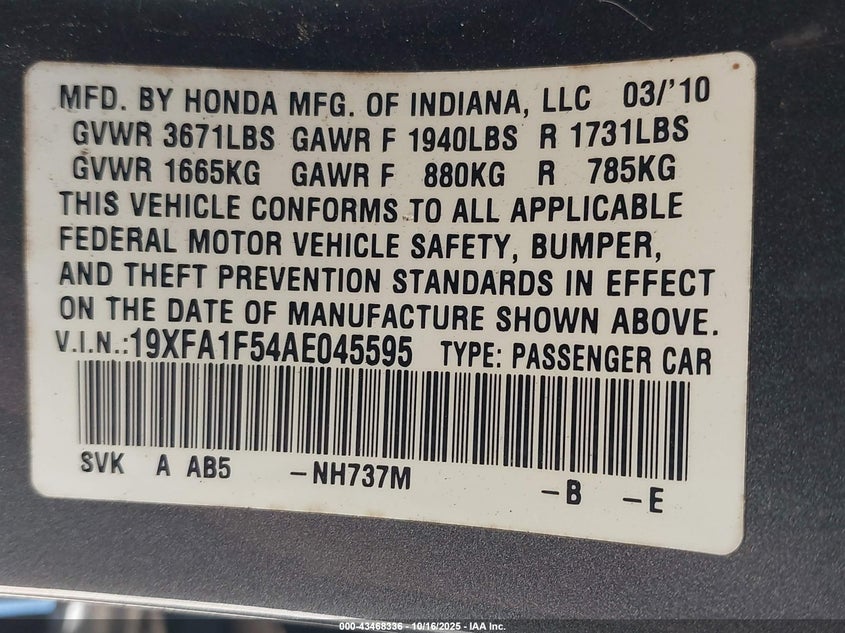 MFD. BY HONDA MFG. OF INDIANA, LLC 03/'10
GVWR 3671LBS GAWR F 1940LBS R 1731LBS
GVWR 1665KG GAWR F 880KG R 785KG
THIS VEHICLE CONFORMS TO ALL APPLICABLE
FEDERAL MOTOR VEHICLE SAFETY, BUMPER,
AND THEFT PREVENTION STANDARDS IN EFFECT
ON THE DATE OF MANUFACTURE SHOWN ABOVE.
V.I.N.:19XFA1F54AE045595 TYPE: PASSENGER CAR
SVK A AB5 -NH737M -B -E
000-43468336 - 10/16/2025 - IAA Inc.